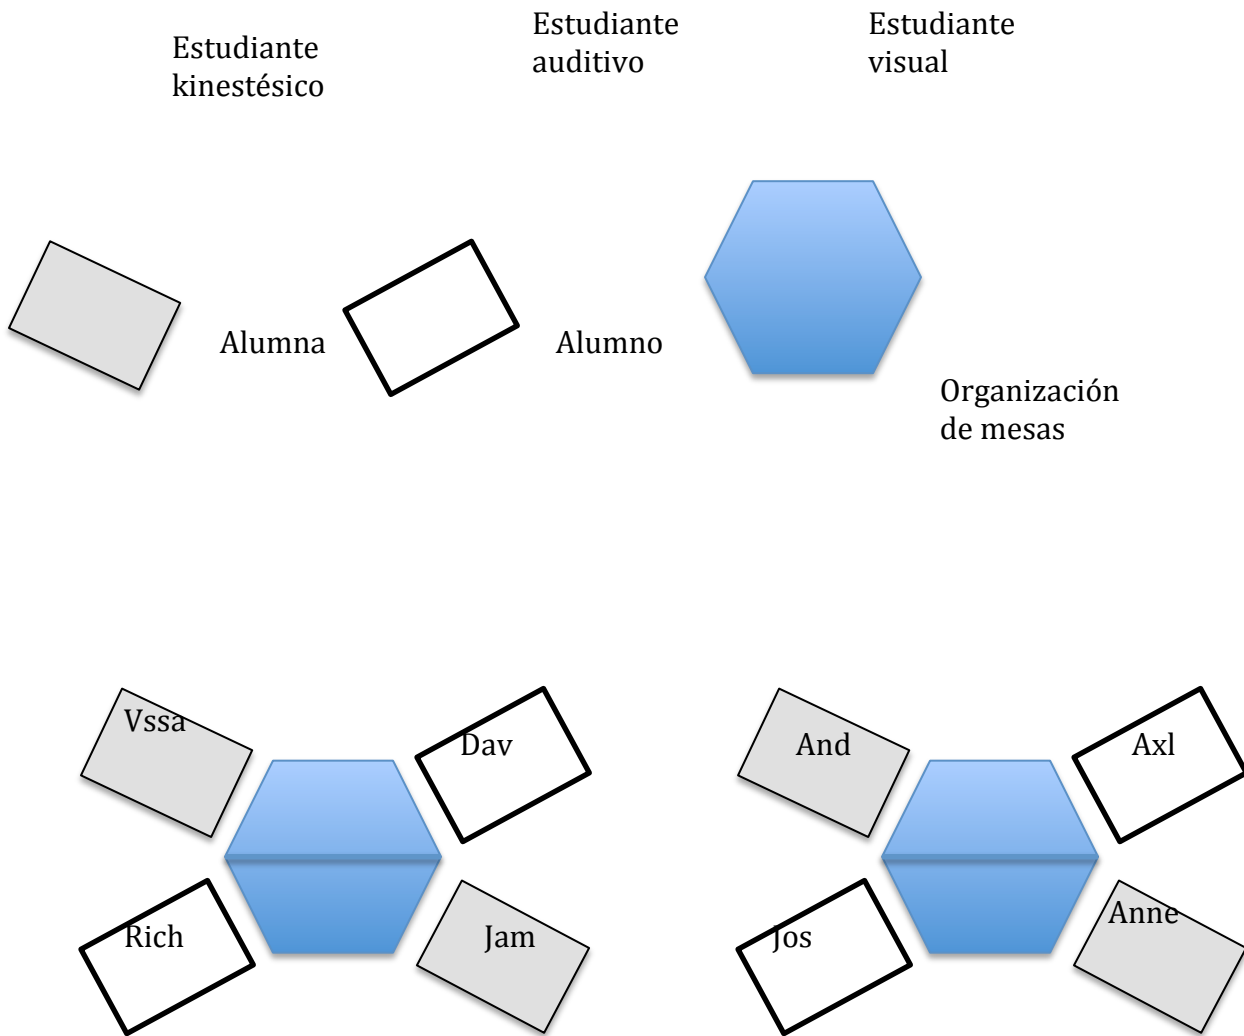 Estudiante
kinestésico
Estudiante
auditivo
Estudiante
visual
Alumna
Alumno
Organización
de mesas
Vssa
Dav
And
Axl
Rich
Jam
Jos
Anne